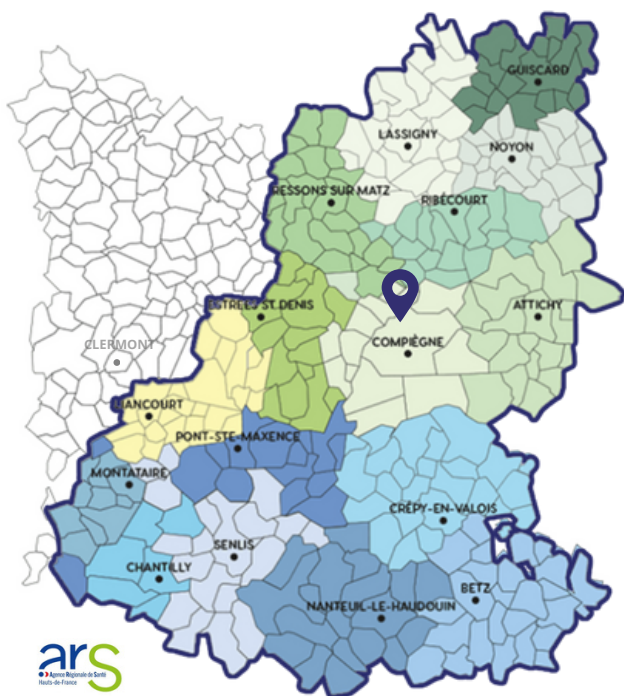 GUISCARD
LASSIGNY
NOYON
RESSONS SUR MATZ
RIBÉCOURT
ESTRÉES ST DENIS
ATTICHY
CLERMONT
COMPIÈGNE
LIANCOURT
PONT-STE-MAXENCE
MONTATAIRE
CRÉPY-EN-VALOIS
SENLIS
CHANTILLY
BETZ
NANTEUIL-LE-HAUDOUIN
ars
Agence Régionale de Santé
Hauts-de-France